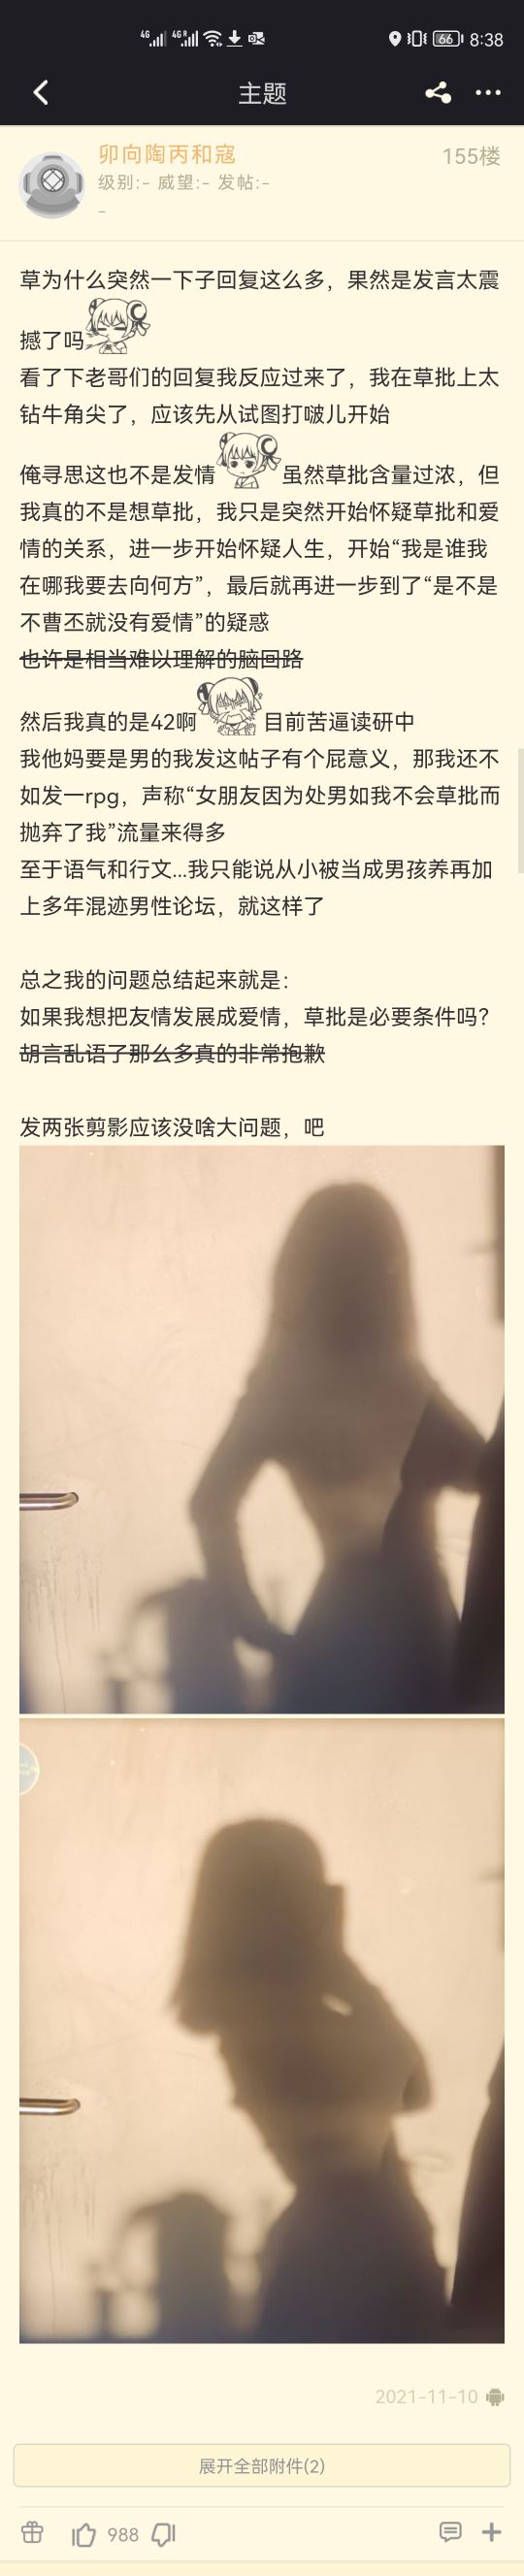 4G 4GR 66 8:38
主题
卯向陶丙和寇 155楼
级别:- 威望:- 发帖:-
-
草为什么突然一下子回复这么多，果然是发言太震
撼了吗
看了下老哥们的回复我反应过来了，我在草批上太
钻牛角尖了，应该先从试图打啵儿开始
俺寻思这也不是发情 虽然草批含量过浓，但
我真的不是想草批，我只是突然开始怀疑草批和爱
情的关系，进一步开始怀疑人生，开始“我是谁我
在哪我要去向何方”，最后就再进一步到了“是不是
不曹丕就没有爱情”的疑惑
也许是相当难以理解的脑回路
然后我真的是42啊 目前苦逼读研中
我他妈要是男的我发这帖子有个屁意义，那我还不
如发一rpg，声称“女朋友因为处男如我不会草批而
抛弃了我”流量来得多
至于语气和行文...我只能说从小被当成男孩养再加
上多年混迹男性论坛，就这样了
总之我的问题总结起来就是：
如果我想把友情发展成爱情，草批是必要条件吗？
胡言乱语了那么多真的非常抱歉
发两张剪影应该没啥大问题，吧
2021-11-10
展开全部附件(2)
988